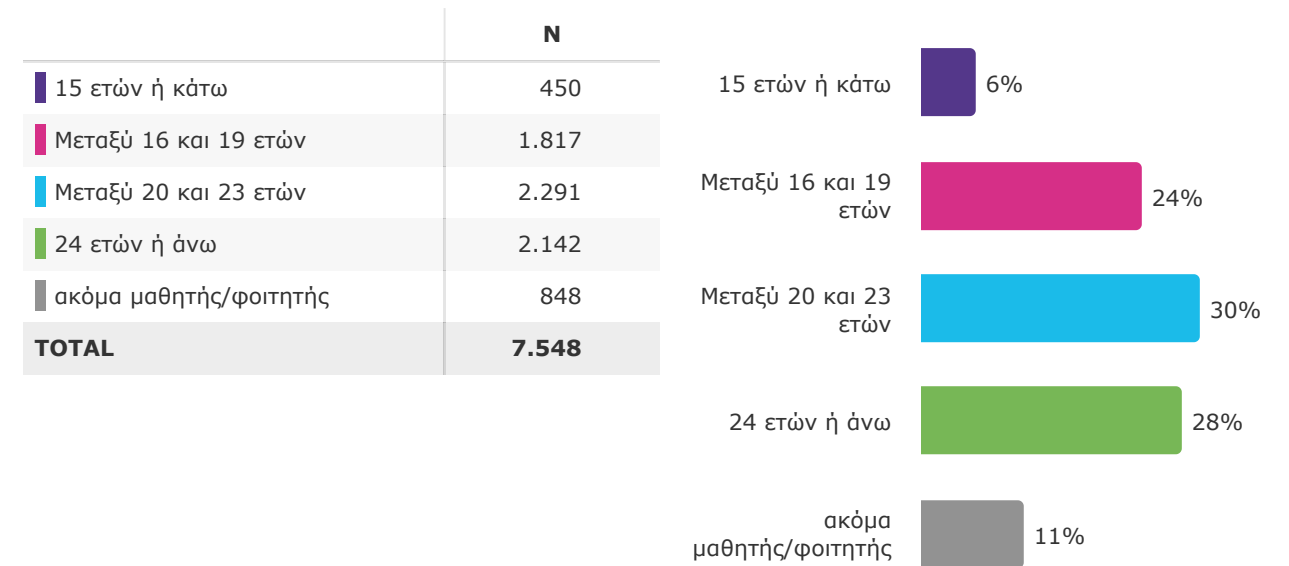 N
15 ετών ή κάτω 450
Μεταξύ 16 και 19 ετών 1.817
Μεταξύ 20 και 23 ετών 2.291
24 ετών ή άνω 2.142
ακόμα μαθητής/φοιτητής 848
TOTAL 7.548
15 ετών ή κάτω 6%
Μεταξύ 16 και 19
ετών
24%
Μεταξύ 20 και 23
ετών
30%
24 ετών ή άνω 28%
ακόμα
μαθητής/φοιτητής
11%